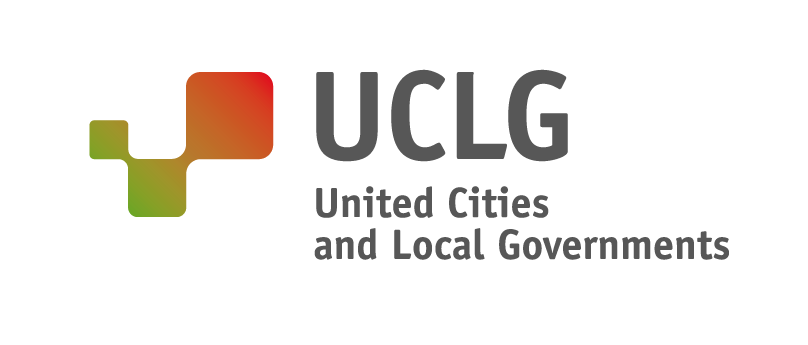 UCLG
United Cities
and Local Governments